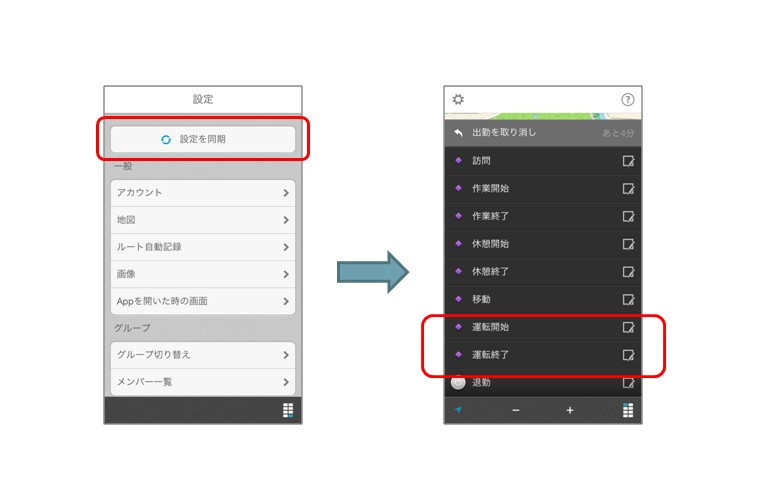 設定
設定を同期
一般
アカウント
地図
ルート自動記録
画像
Appを開いた時の画面
グループ
グループ切り替え
メンバー一覧
?
出勤を取り消し あと4分
訪問
作業開始
作業終了
休憩開始
休憩終了
移動
運転開始
運転終了
退勤
− +